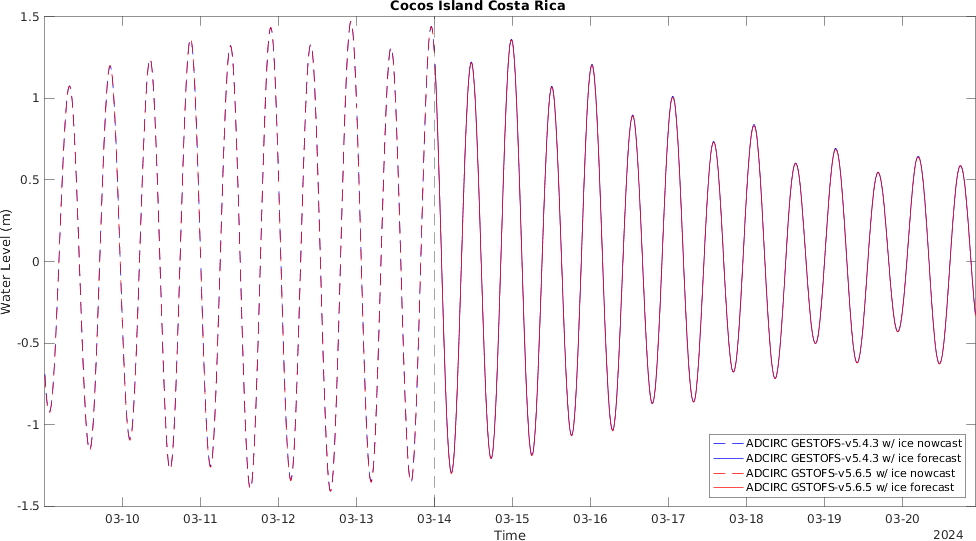 Cocos Island Costa Rica
1.5
1
0.5
0
-0.5
-1
-1.5
Water Level (m)
ADCIRC GESTOFS-v5.4.3 w/ ice nowcast
ADCIRC GESTOFS-v5.4.3 w/ ice forecast
ADCIRC GSTOFS-v5.6.5 w/ ice nowcast
ADCIRC GSTOFS-v5.6.5 w/ ice forecast
03-10 03-11 03-12 03-13 03-14 03-15 03-16 03-17 03-18 03-19 03-20
Time
2024